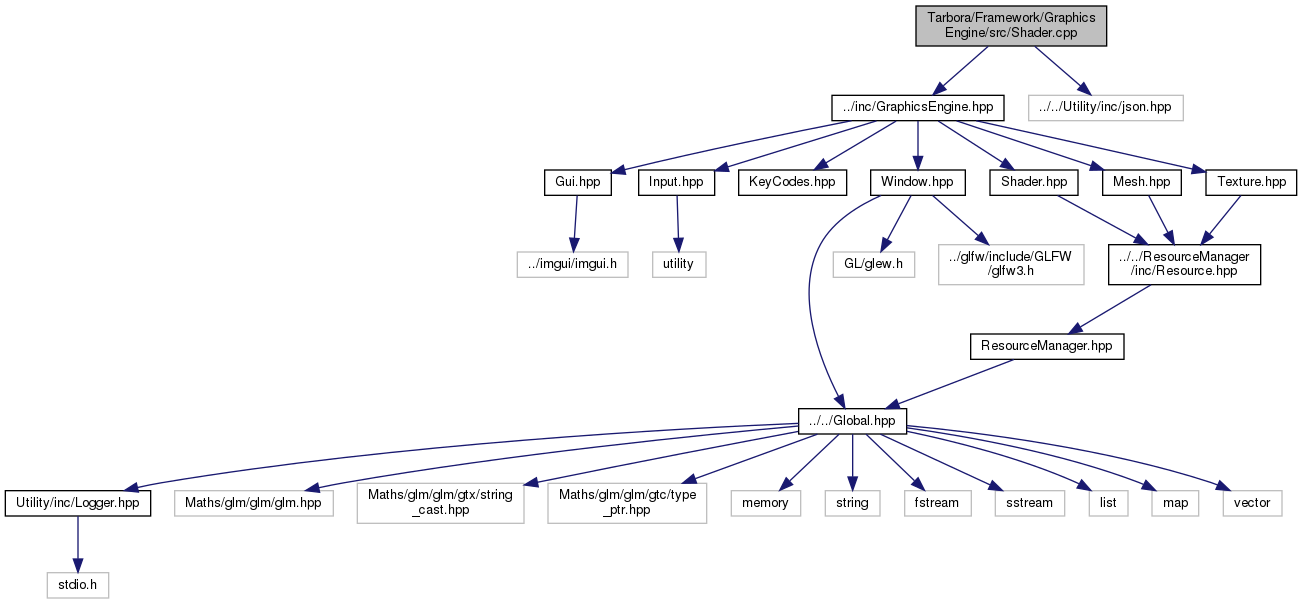 Tarbora/Framework/Graphics
Engine/src/Shader.cpp
../inc/GraphicsEngine.hpp
../../Utility/inc/json.hpp
Gui.hpp
Input.hpp
KeyCodes.hpp
Window.hpp
Shader.hpp
Mesh.hpp
Texture.hpp
../imgui/imgui.h
utility
GL/glew.h
../glfw/include/GLFW
/glfw3.h
../../ResourceManager
/inc/Resource.hpp
ResourceManager.hpp
../../Global.hpp
Utility/inc/Logger.hpp
Maths/glm/glm/glm.hpp
Maths/glm/glm/gtx/string
_cast.hpp
Maths/glm/glm/gtc/type
_ptr.hpp
memory
string
fstream
sstream
list
map
vector
stdio.h